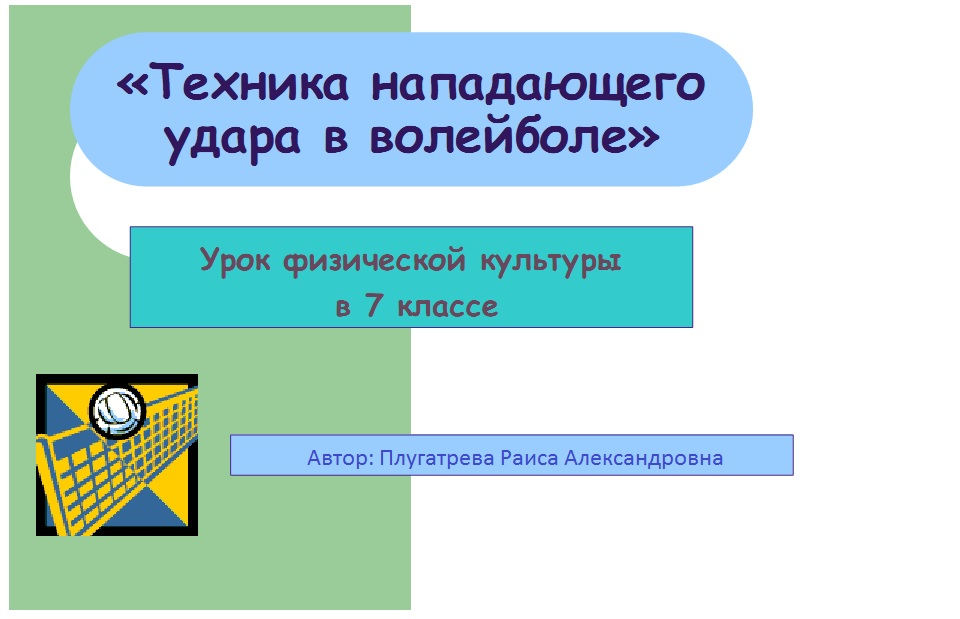 «Техника нападающего
удара в волейболе»
Урок физической культуры
в 7 классе
Автор: Плугатрева Раиса Александровна